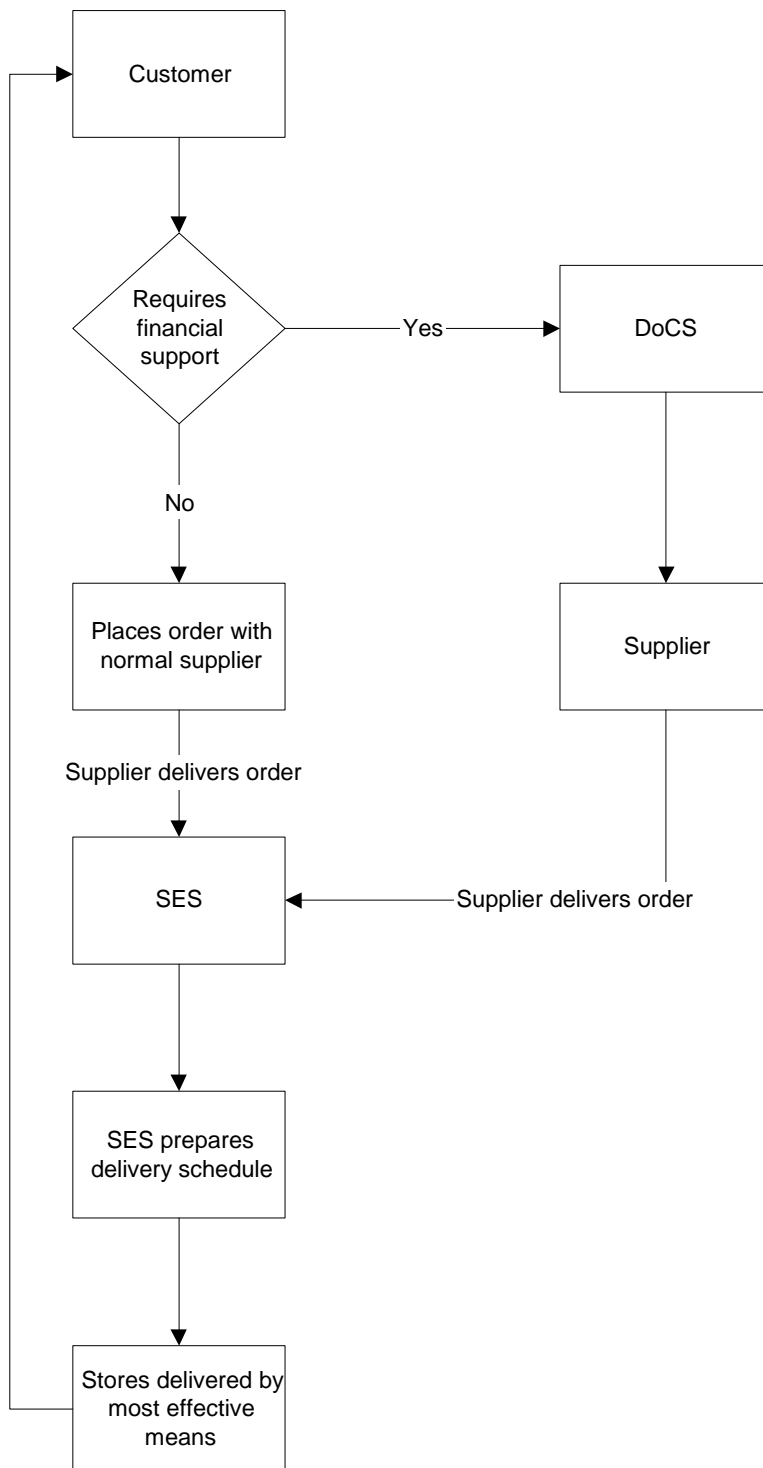 Customer
Requires
financial
support
Yes
DoCS
No
Places order with
normal supplier
Supplier
Supplier delivers order
SES
Supplier delivers order
SES prepares
delivery schedule
Stores delivered by
most effective
means